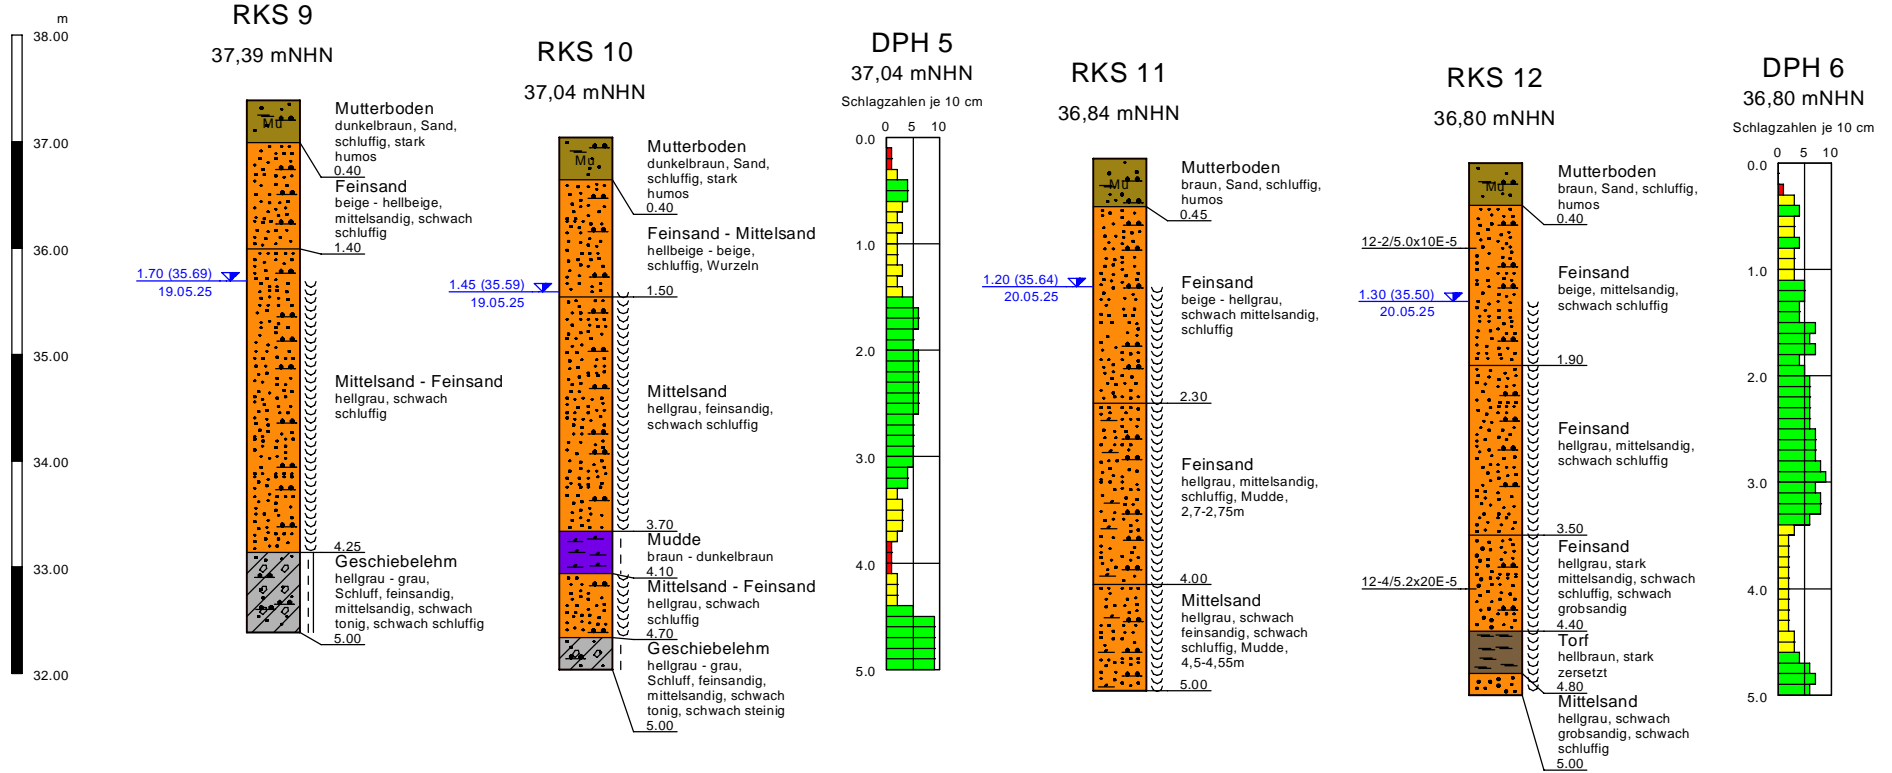 m
38.00
37.00
36.00
35.00
34.00
33.00
32.00
RKS 9
37,39 mNHN
Mu
Mutterboden
dunkelbraun, Sand,
schluffig, stark
humos
0.40
Feinsand
beige - hellbeige,
mittelsandig, schwach
schluffig
1.40
1.70 (35.69)
19.05.25
Mittelsand - Feinsand
hellgrau, schwach
schluffig
4.25
Geschiebelehm
hellgrau - grau,
Schluff, feinsandig,
mittelsandig, schwach
tonig, schwach schluffig
5.00
RKS 10
37,04 mNHN
Mu
Mutterboden
dunkelbraun, Sand,
schluffig, stark
humos
0.40
Feinsand - Mittelsand
hellbeige - beige,
schluffig, Wurzeln
1.45 (35.59)
19.05.25
1.50
Mittelsand
hellgrau, feinsandig,
schwach schluffig
3.70
Mudde
braun - dunkelbraun
4.10
Mittelsand - Feinsand
hellgrau, schwach
schluffig
4.70
Geschiebelehm
hellgrau - grau,
Schluff, feinsandig,
mittelsandig, schwach
tonig, schwach steinig
5.00
DPH 5
37,04 mNHN
Schlagzahlen je 10 cm
0 5 10
0.0
1.0
2.0
3.0
4.0
5.0
RKS 11
36,84 mNHN
Mu
Mutterboden
braun, Sand, schluffig,
humos
0.45
1.20 (35.64)
20.05.25
Feinsand
beige - hellgrau,
schwach mittelsandig,
schluffig
2.30
Feinsand
hellgrau, mittelsandig,
schluffig, Mudde,
2,7-2,75m
4.00
Mittelsand
hellgrau, schwach
feinsandig, schwach
schluffig, Mudde,
4,5-4,55m
5.00
RKS 12
36,80 mNHN
Mu
Mutterboden
braun, Sand, schluffig,
humos
0.40
12-2/5.0x10E-5
Feinsand
beige, mittelsandig,
schwach schluffig
1.30 (35.50)
20.05.25
1.90
Feinsand
hellgrau, mittelsandig,
schwach schluffig
3.50
Feinsand
hellgrau, stark
mittelsandig, schwach
schluffig, schwach
grobsandig
12-4/5.2x20E-5
4.40
Torf
hellbraun, stark
zersetzt
4.80
Mittelsand
hellgrau, schwach
grobsandig, schwach
schluffig
5.00
DPH 6
36,80 mNHN
Schlagzahlen je 10 cm
0 5 10
0.0
1.0
2.0
3.0
4.0
5.0